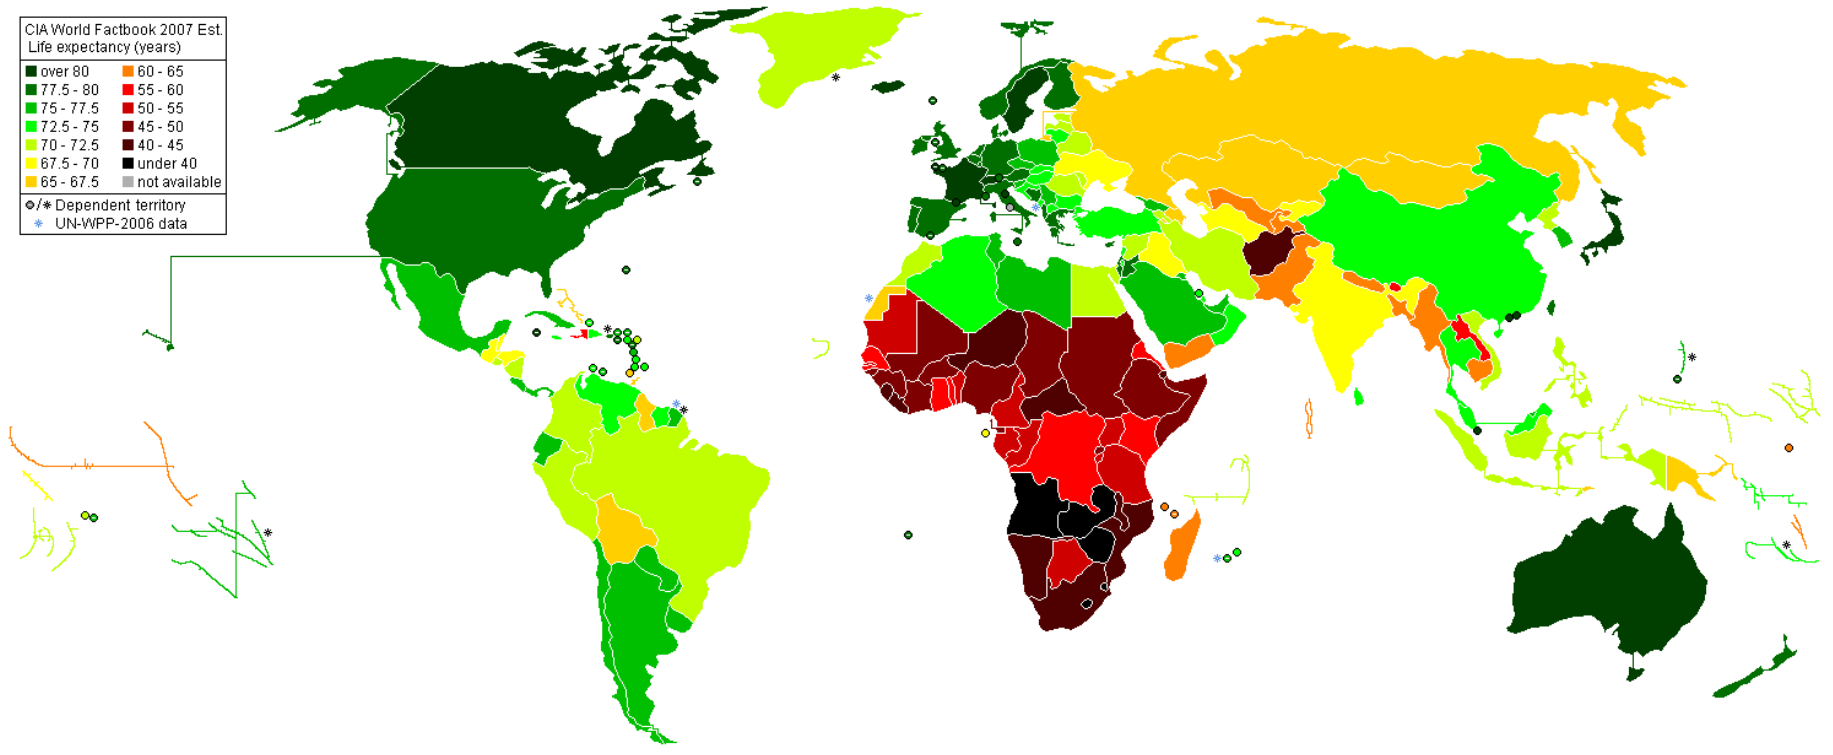 CIA World Factbook 2007 Est.
Life expectancy (years)
over 80
77.5 - 80
75 - 77.5
72.5 - 75
70 - 72.5
67.5 - 70
65 - 67.5
60 - 65
55 - 60
50 - 55
45 - 50
40 - 45
under 40
not available
/* Dependent territory
* UN-WPP-2006 data